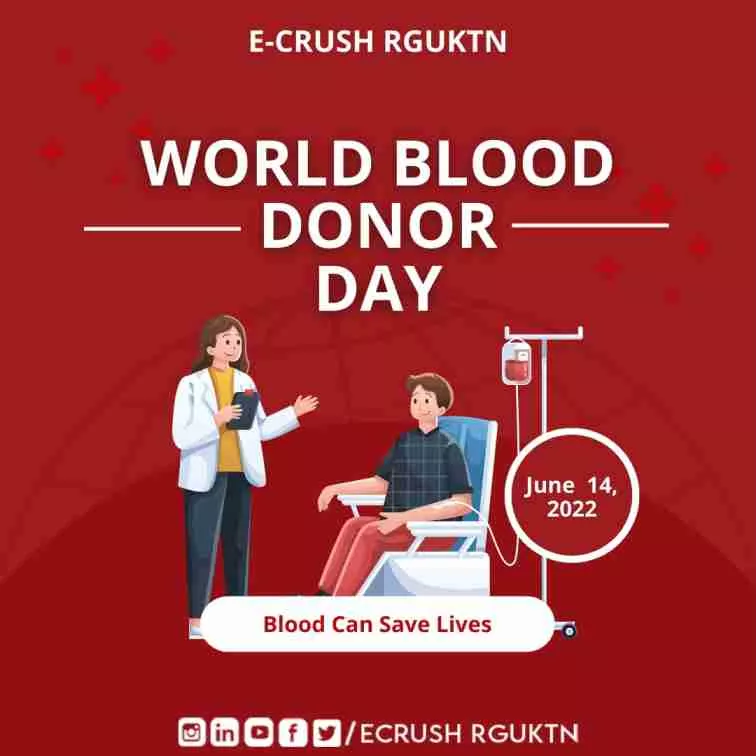 E-CRUSH RGUKTN
WORLD BLOOD
DONOR
DAY
June 14,
2022
Blood Can Save Lives
/ECRUSH RGUKTN